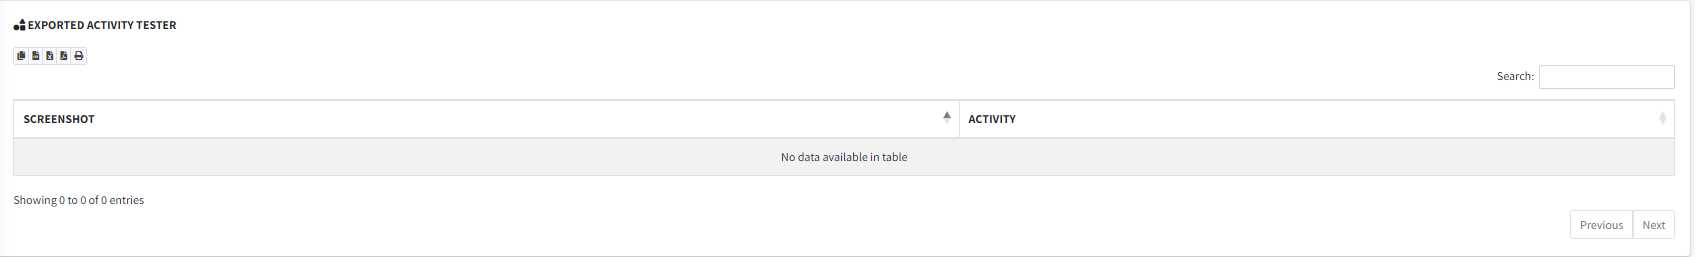 EXPORTED ACTIVITY TESTER
Search:
SCREENSHOT ACTIVITY
No data available in table
Showing 0 to 0 of 0 entries
Previous Next